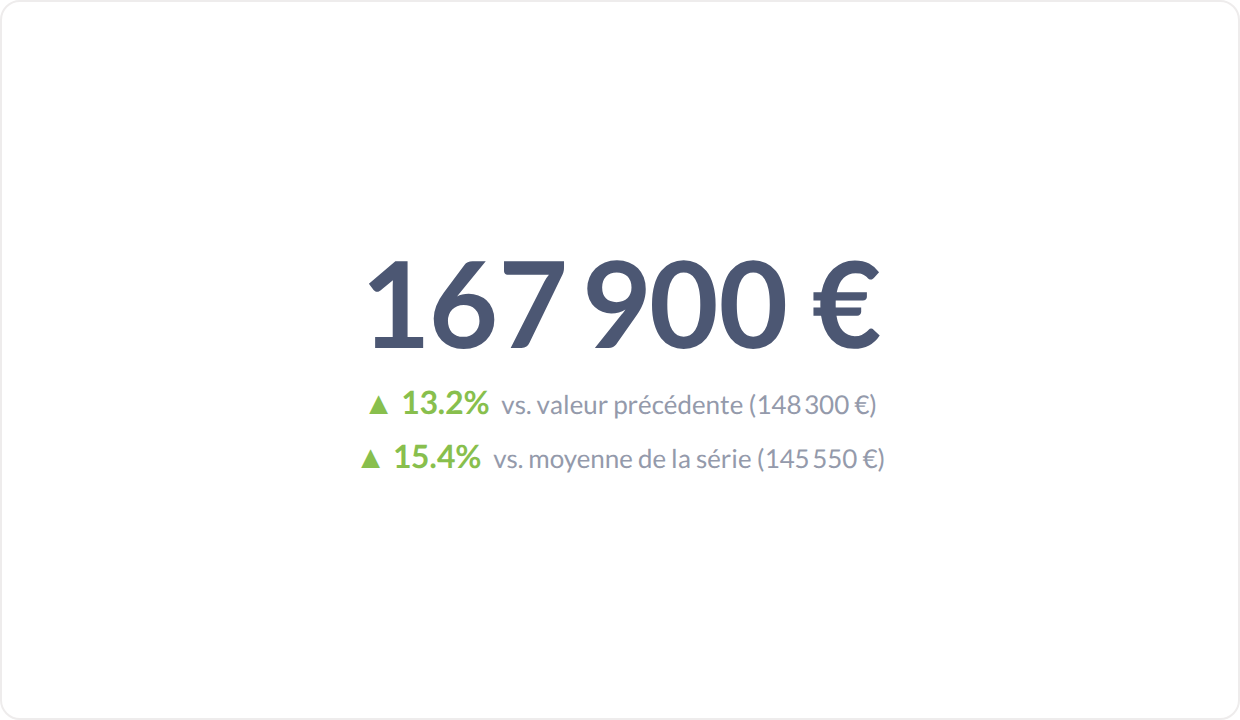 167 900 €
▲ 13.2% vs. valeur précédente (148 300 €)
▲ 15.4% vs. moyenne de la série (145 550 €)